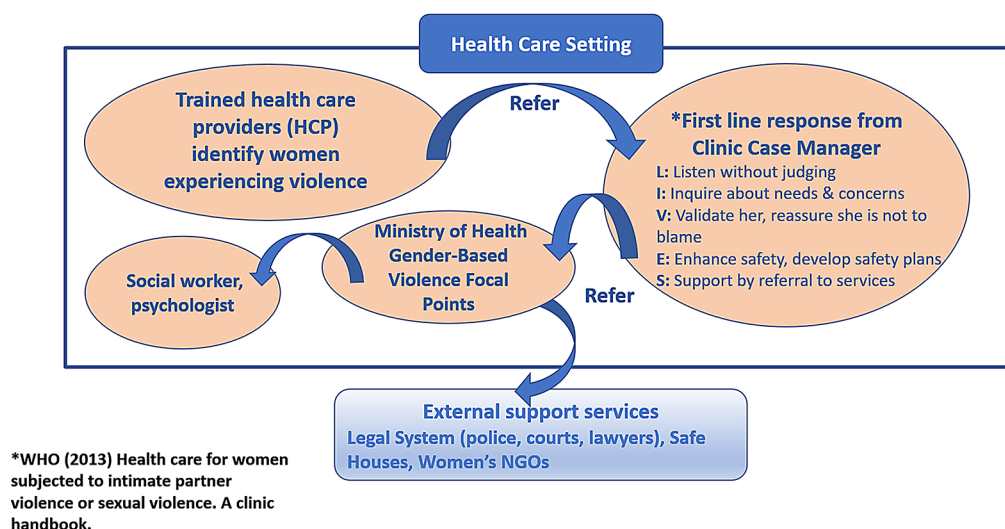 Health Care Setting
Trained health care
providers (HCP)
identify women
experiencing violence
Refer
*First line response from
Clinic Case Manager
L: Listen without judging
I: Inquire about needs & concerns
V: Validate her, reassure she is not to
blame
E: Enhance safety, develop safety plans
S: Support by referral to services
Refer
Ministry of Health
Gender-Based
Violence Focal
Points
Social worker,
psychologist
External support services
Legal System (police, courts, lawyers), Safe
Houses, Women’s NGOs
*WHO (2013) Health care for women
subjected to intimate partner
violence or sexual violence. A clinic
handbook.